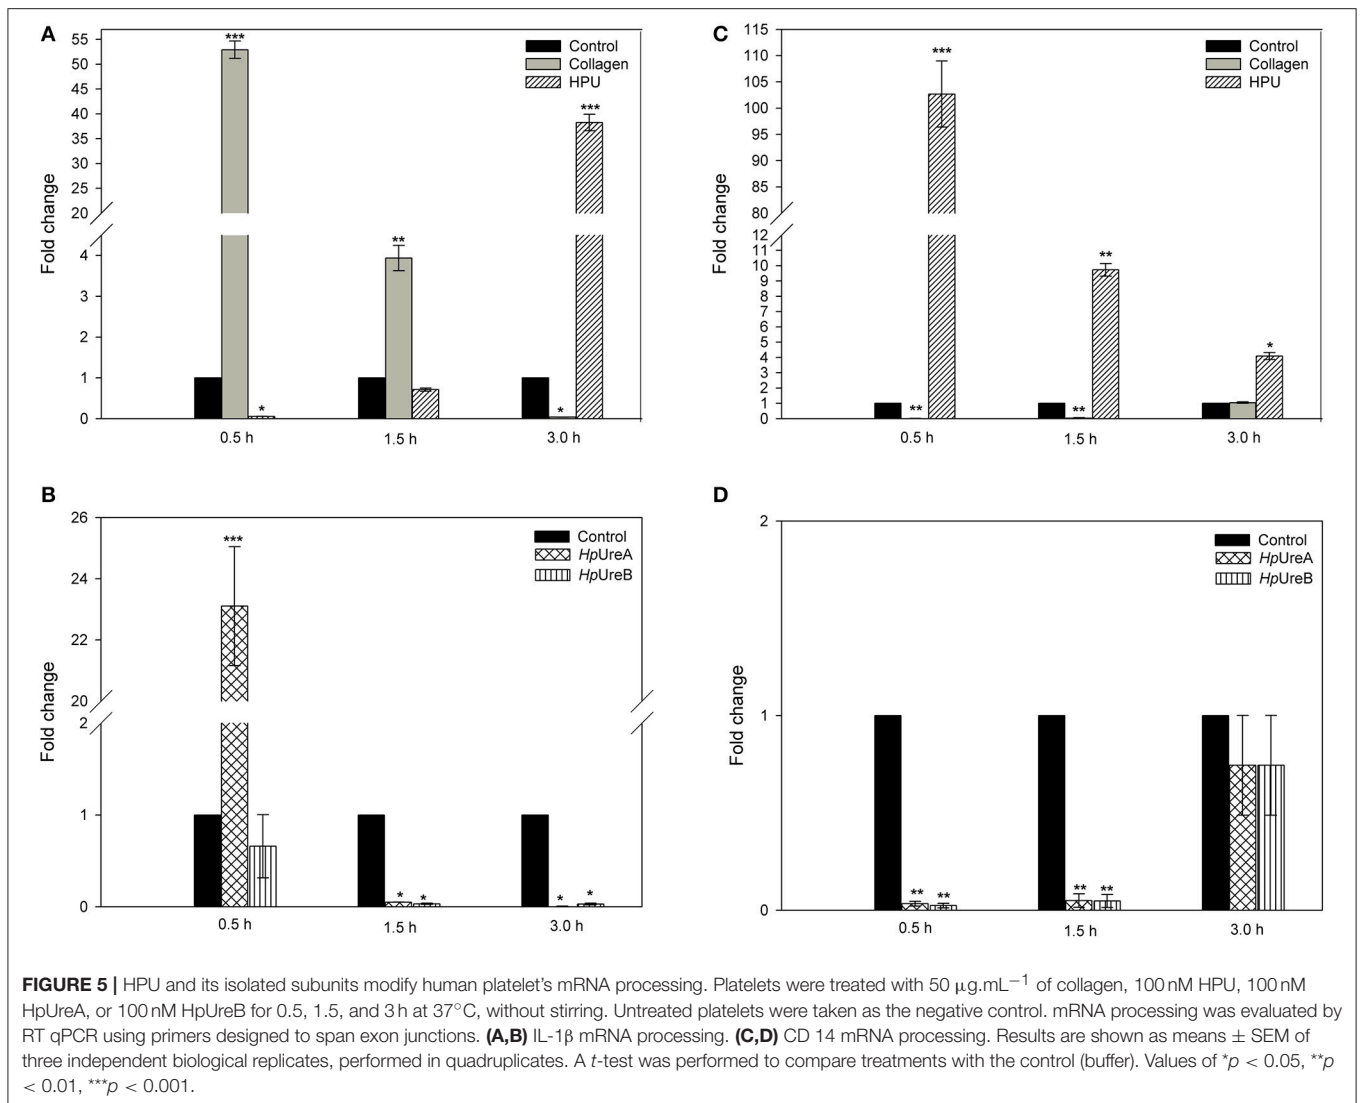 A
Fold change
55
50
45
40
35
30
25
20
4
3
2
1
0
***
*
**
*
***
Control
Collagen
HPU
0.5 h
1.5 h
3.0 h
C
Fold change
115
110
105
100
95
90
85
80
12
11
10
9
8
7
6
5
4
3
2
1
0
**
***
**
**
*
Control
Collagen
HPU
0.5 h
1.5 h
3.0 h
B
Fold change
26
24
22
20
2
1
0
***
*
*
*
*
Control
HpUreA
HpUreB
0.5 h
1.5 h
3.0 h
D
Fold change
2
1
0
**
**
**
**
Control
HpUreA
HpUreB
0.5 h
1.5 h
3.0 h
FIGURE 5 | HPU and its isolated subunits modify human platelet's mRNA processing. Platelets were treated with 50 μg.mL−1 of collagen, 100 nM HPU, 100 nM
HpUreA, or 100 nM HpUreB for 0.5, 1.5, and 3 h at 37°C, without stirring. Untreated platelets were taken as the negative control. mRNA processing was evaluated by
RT qPCR using primers designed to span exon junctions. (A,B) IL-1β mRNA processing. (C,D) CD 14 mRNA processing. Results are shown as means ± SEM of
three independent biological replicates, performed in quadruplicates. A t-test was performed to compare treatments with the control (buffer). Values of *p < 0.05, **p
< 0.01, ***p < 0.001.